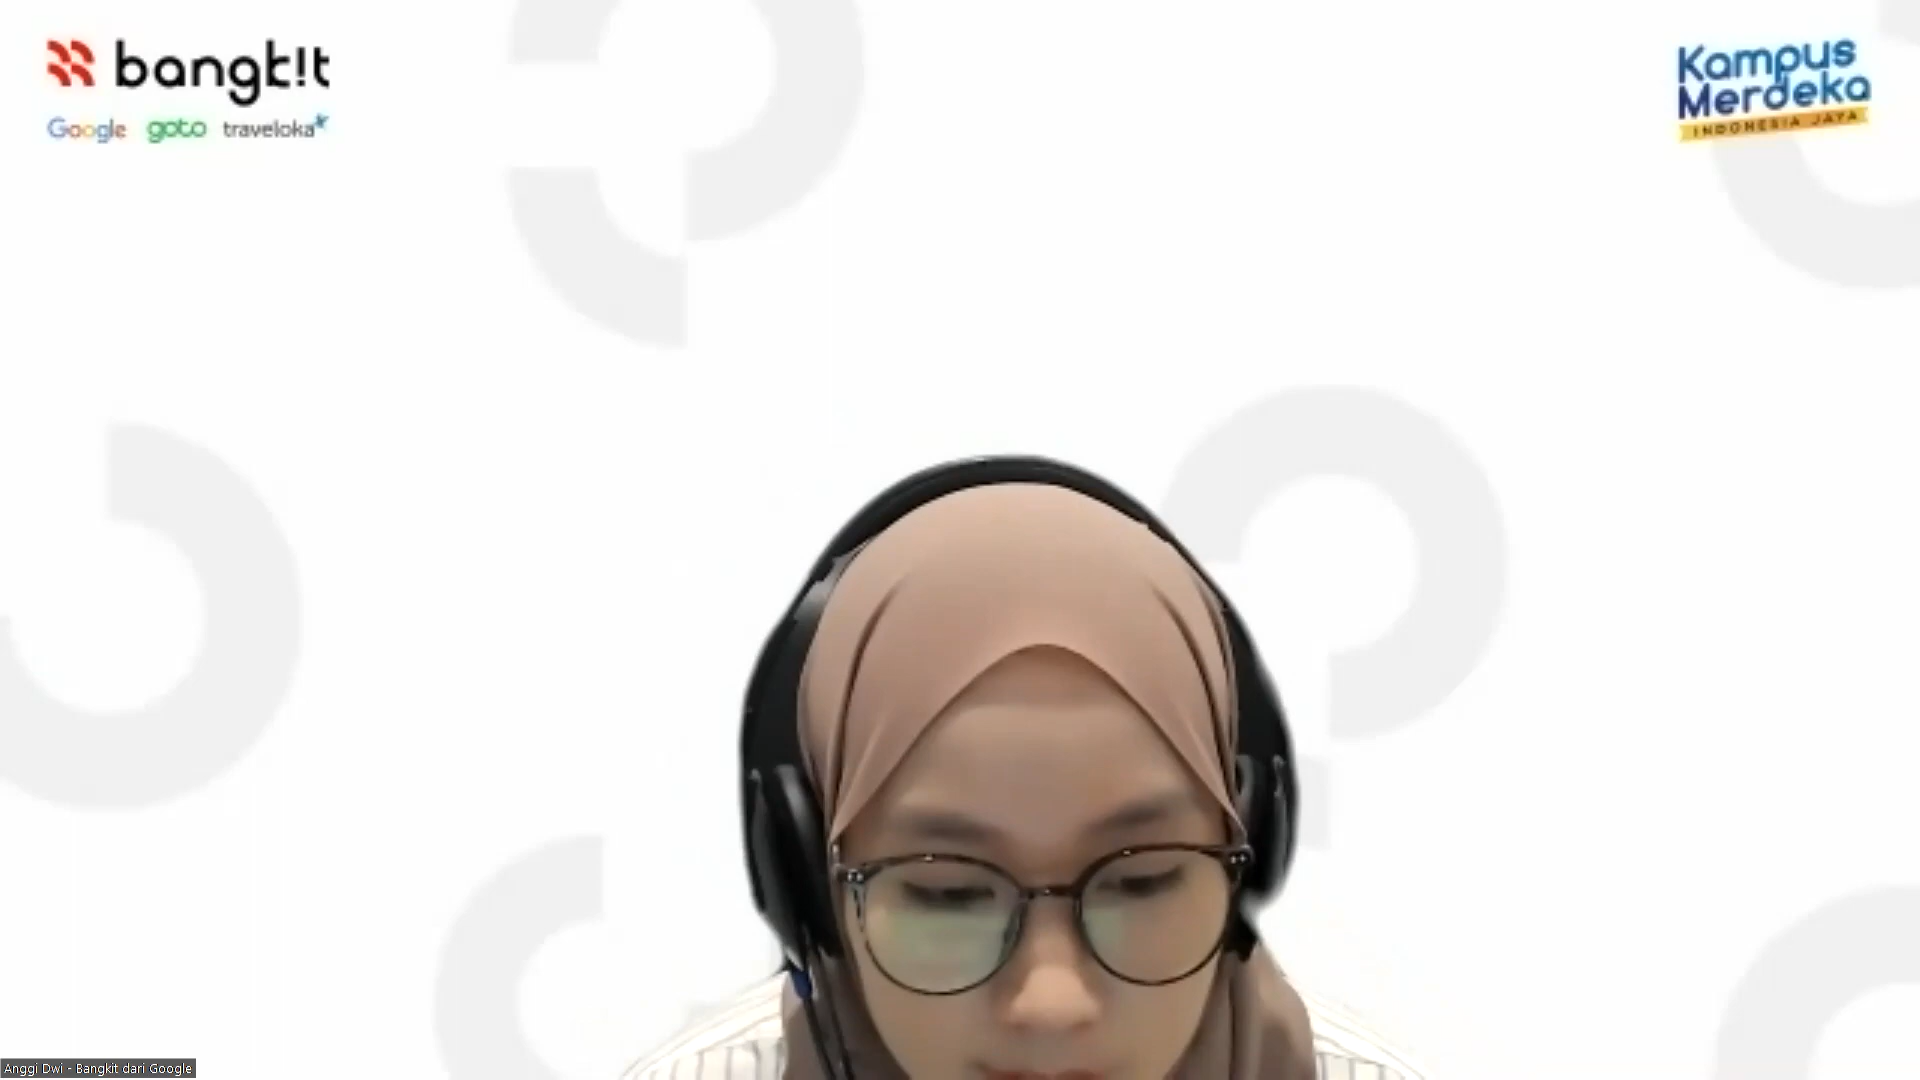 bangk!t
Google goto traveloka
Kampus
Merdeka
INDONESIA JAYA
Anggi Dwi - Bangkit dari Google